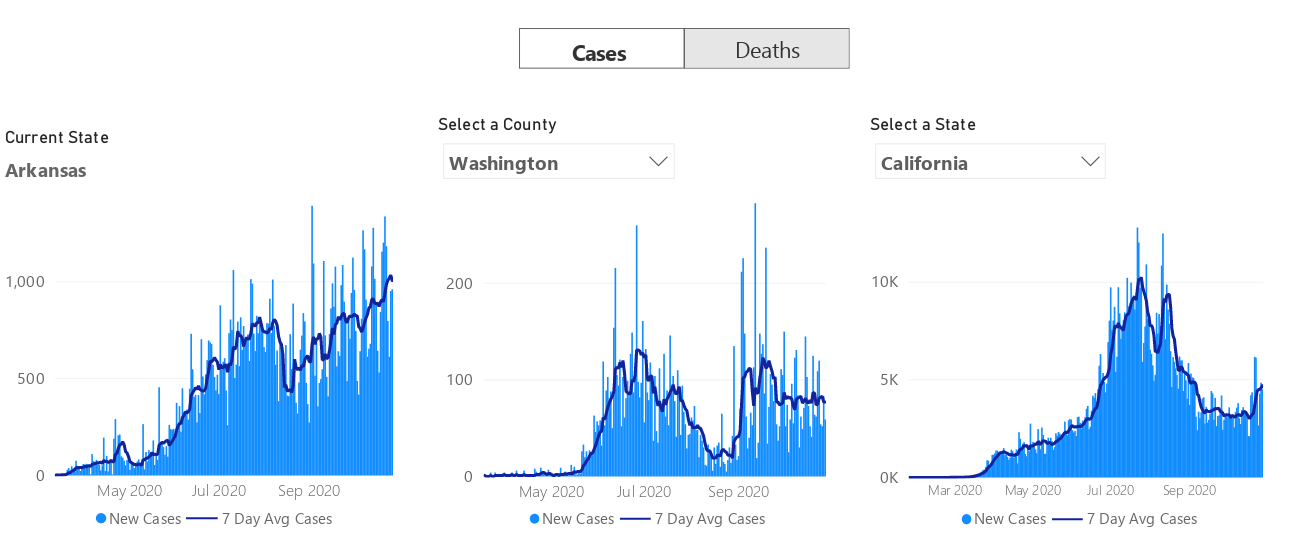 Cases Deaths
Current State
Arkansas
1,000
500
0
May 2020 Jul 2020 Sep 2020
New Cases 7 Day Avg Cases
Select a County
Washington
200
100
0
May 2020 Jul 2020 Sep 2020
New Cases 7 Day Avg Cases
Select a State
California
10K
5K
0K
Mar 2020 May 2020 Jul 2020 Sep 2020
New Cases 7 Day Avg Cases